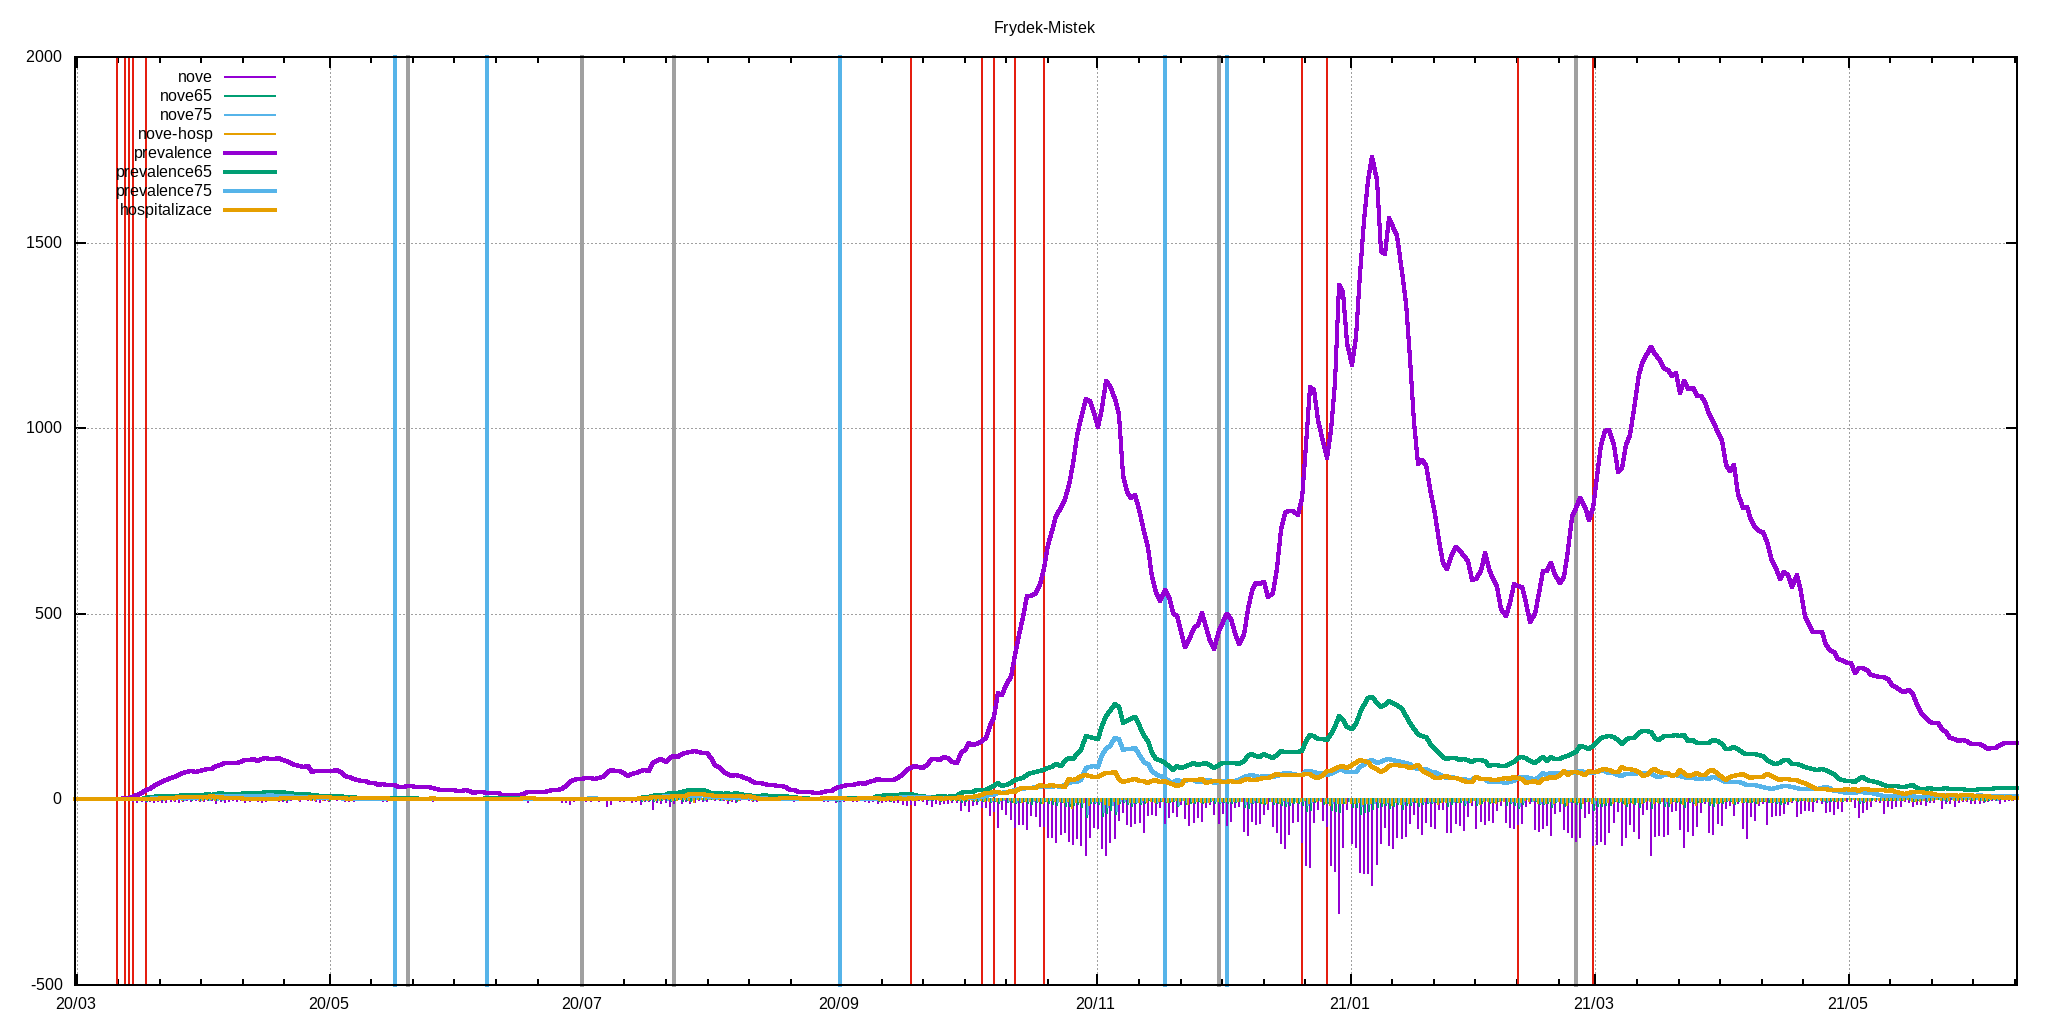 Frydek-Mistek
2000
nove
nove65
nove75
nove-hosp
prevalence
prevalence65
prevalence75
hospitalizace
1500
1000
500
0
-500
20/03 20/05 20/07 20/09 20/11 21/01 21/03 21/05